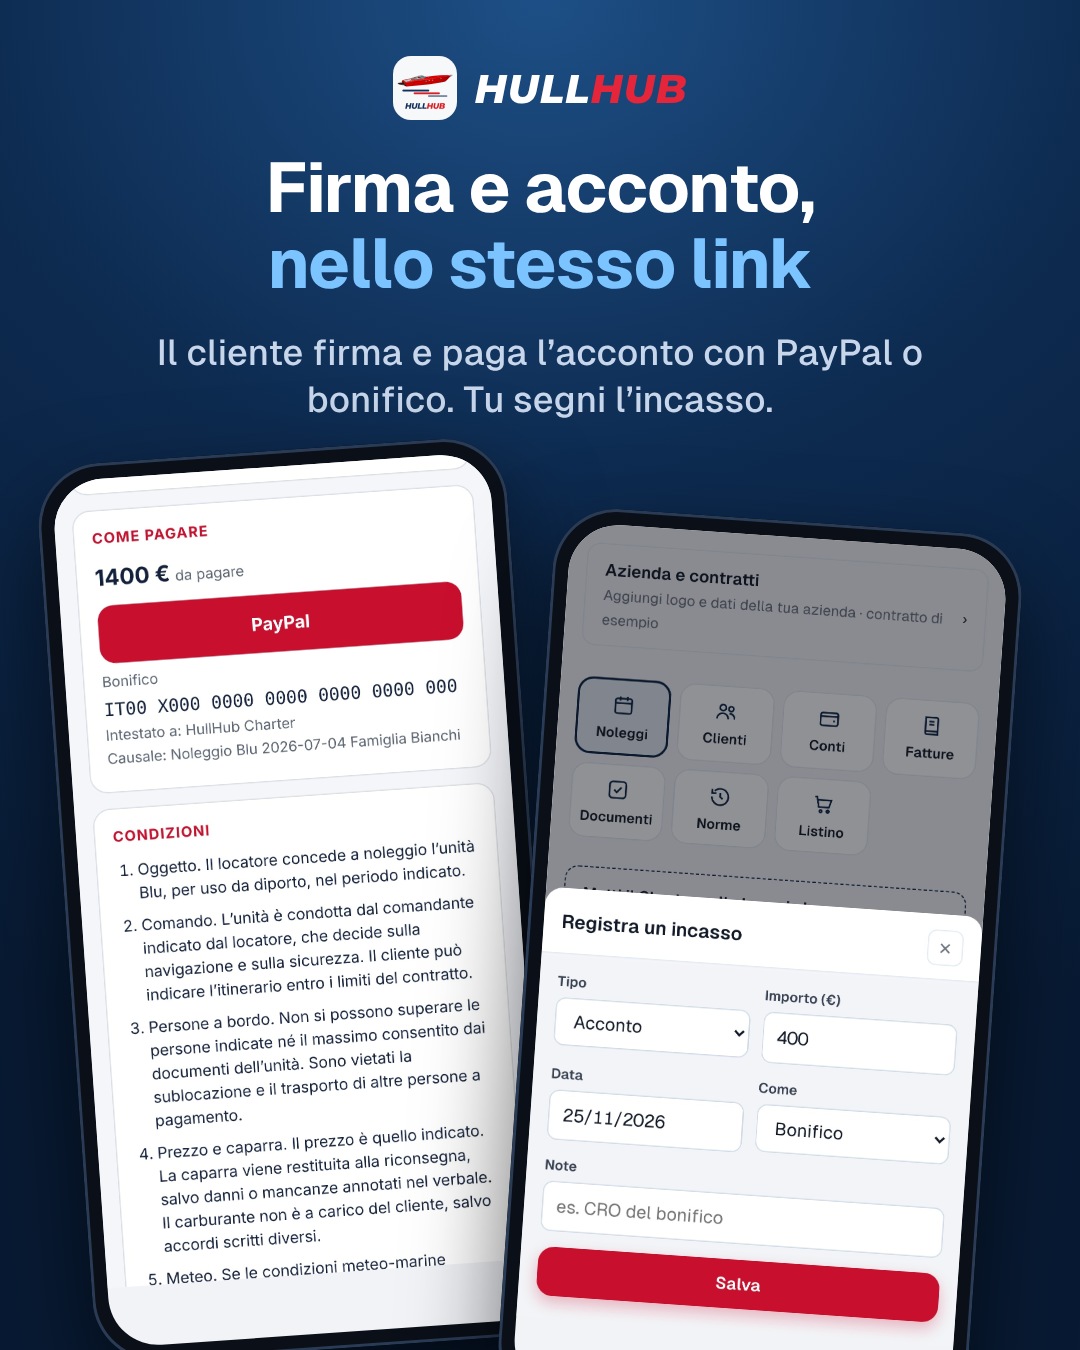 HULLHUB
HULLHUB
Firma e acconto,
nello stesso link
Il cliente firma e paga l’acconto con PayPal o
bonifico. Tu segni l’incasso.
COME PAGARE
1400 € da pagare
PayPal
Bonifico
IT00 X000 0000 0000 0000 0000 000
Intestato a: HullHub Charter
Causale: Noleggio Blu 2026-07-04 Famiglia Bianchi
CONDIZIONI
1. Oggetto. Il locatore concede a noleggio l’unità
Blu, per uso da diporto, nel periodo indicato.
2. Comando. L’unità è condotta dal comandante
indicato dal locatore, che decide sulla
navigazione e sulla sicurezza. Il cliente può
indicare l’itinerario entro i limiti del contratto.
3. Persone a bordo. Non si possono superare le
persone indicate né il massimo consentito dai
documenti dell’unità. Sono vietati la
sublocazione e il trasporto di altre persone a
pagamento.
4. Prezzo e caparra. Il prezzo è quello indicato.
La caparra viene restituita alla riconsegna,
salvo danni o mancanze annotati nel verbale.
Il carburante non è a carico del cliente, salvo
accordi scritti diversi.
5. Meteo. Se le condizioni meteo-marine
Azienda e contratti
Aggiungi logo e dati della tua azienda · contratto di
esempio
Noleggi
Clienti
Conti
Fatture
Documenti
Norme
Listino
Registra un incasso
Tipo
Importo (€)
Acconto
400
Data
Come
25/11/2026
Bonifico
Note
es. CRO del bonifico
Salva